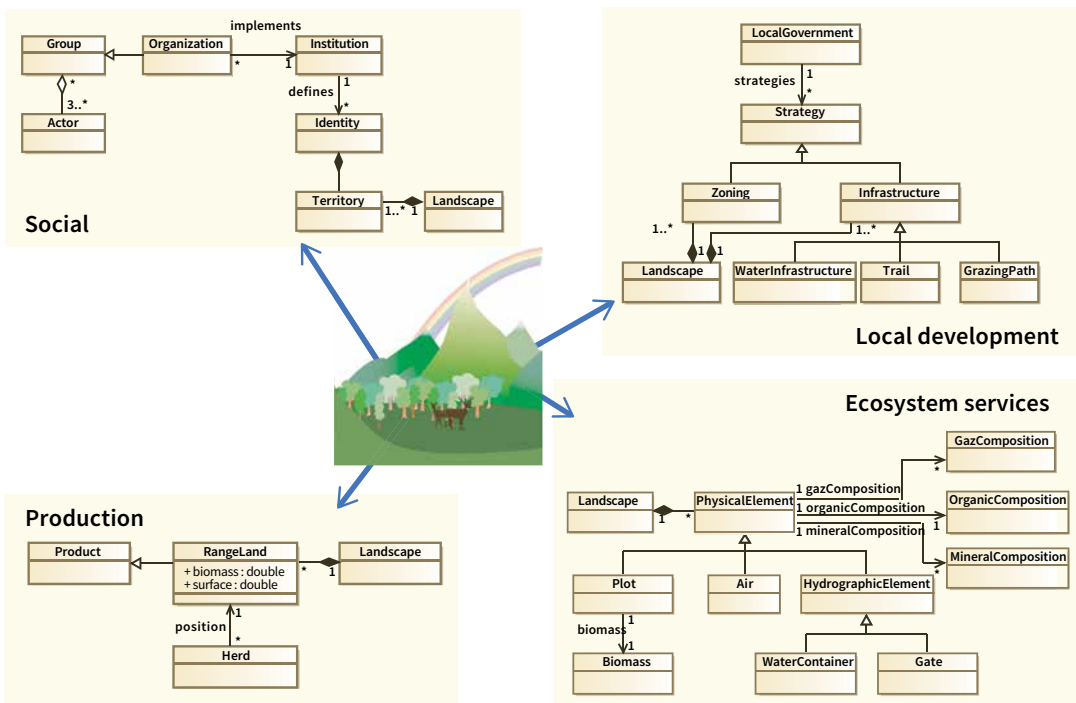 implements
Group
Organization
Institution
*
1
*
3..*
1
defines
*
Actor
Identity
Territory
1..*
1
Landscape
Social
LocalGovernment
strategies
1
*
Strategy
Zoning
Infrastructure
1..*
1
1
1..*
Landscape
WaterInfrastructure
Trail
GrazingPath
Local development
Ecosystem services
GazComposition
*
1 gazComposition
Landscape
1
*
PhysicalElement
1 organicComposition
OrganicComposition
1
1 mineralComposition
MineralComposition
*
Plot
Air
HydrographicElement
1
biomass
1
Biomass
WaterContainer
Gate
Production
Product
RangeLand
+ biomass : double
+ surface : double
*
1
Landscape
1
position
*
Herd